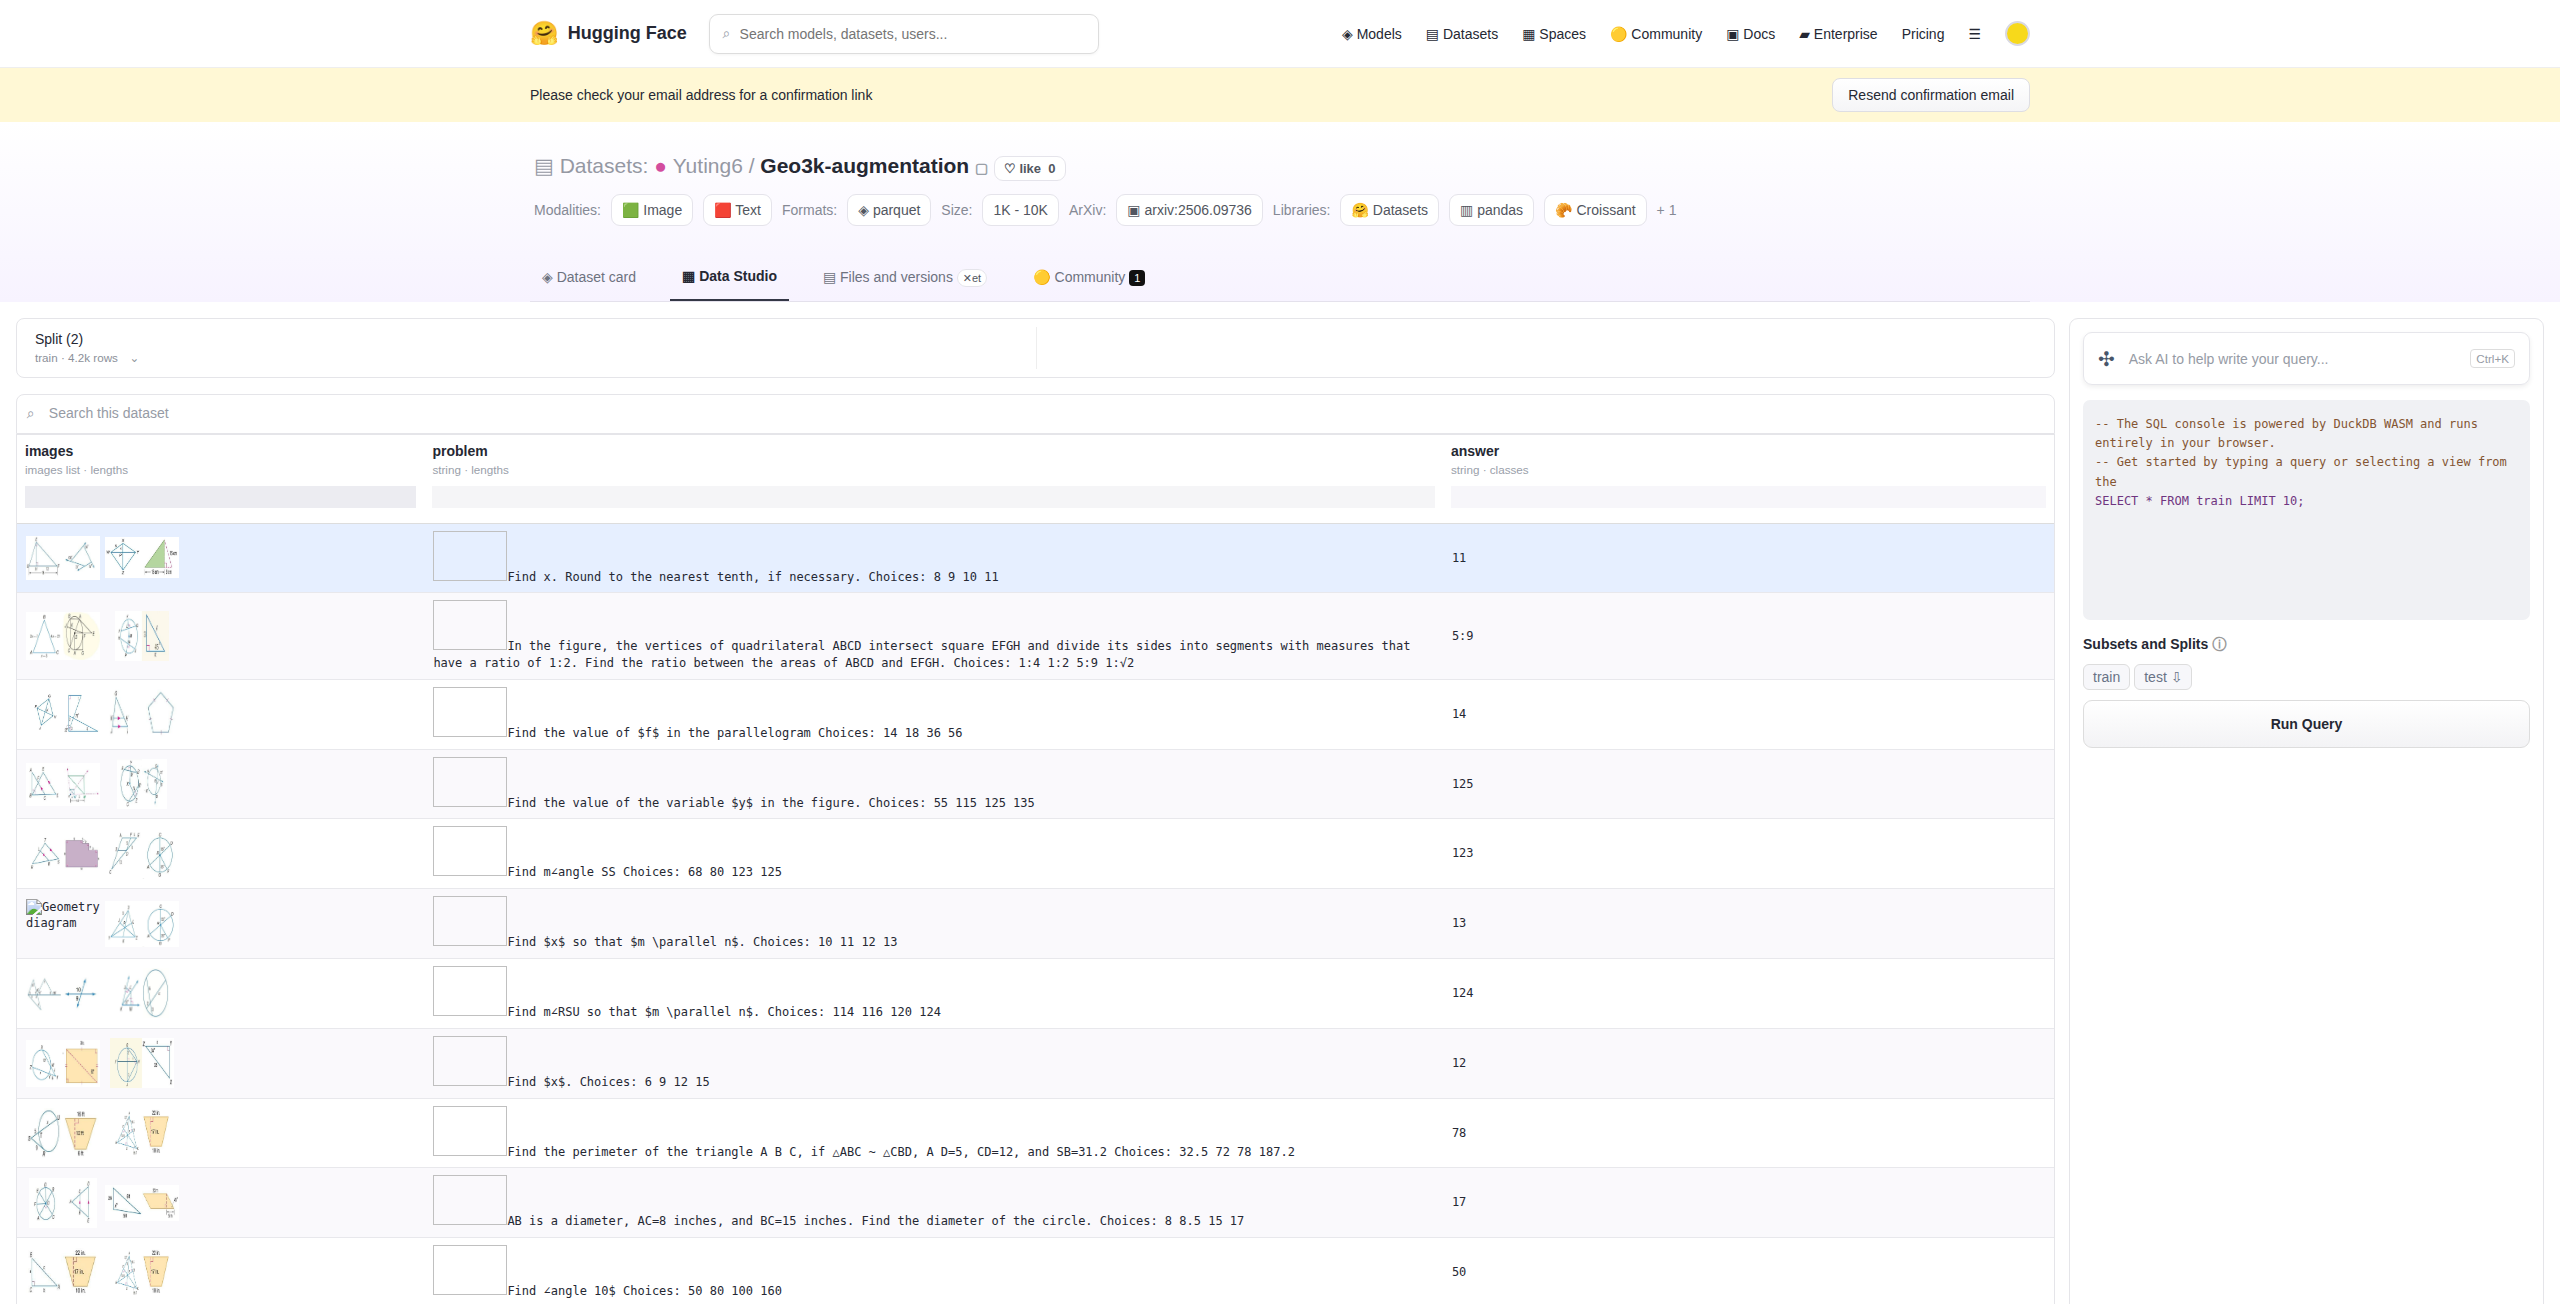 Hugging Face
Search models, datasets, users...
Models
Datasets
Spaces
Community
Docs
Enterprise
Pricing
Please check your email address for a confirmation link
Resend confirmation email
Datasets: Yuting6 / Geo3k-augmentation like 0
Modalities: Image Text Formats: parquet Size: 1K - 10K ArXiv: arxiv:2506.09736 Libraries: Datasets pandas Croissant + 1
Dataset card
Data Studio
Files and versions ✕et
Community 1
Split (2)
train · 4.2k rows
Search this dataset
images
images list · lengths
problem
string · lengths
answer
string · classes
Find x. Round to the nearest tenth, if necessary. Choices: 8 9 10 11
11
In the figure, the vertices of quadrilateral ABCD intersect square EFGH and divide its sides into segments with measures that
have a ratio of 1:2. Find the ratio between the areas of ABCD and EFGH. Choices: 1:4 1:2 5:9 1:√2
5:9
Find the value of $f$ in the parallelogram Choices: 14 18 36 56
14
Find the value of the variable $y$ in the figure. Choices: 55 115 125 135
125
Find m∠angle SS Choices: 68 80 123 125
123
Geometry
diagram
Find $x$ so that $m \parallel n$. Choices: 10 11 12 13
13
Find m∠RSU so that $m \parallel n$. Choices: 114 116 120 124
124
Find $x$. Choices: 6 9 12 15
12
Find the perimeter of the triangle A B C, if △ABC ~ △CBD, A D=5, CD=12, and SB=31.2 Choices: 32.5 72 78 187.2
78
AB is a diameter, AC=8 inches, and BC=15 inches. Find the diameter of the circle. Choices: 8 8.5 15 17
17
Find ∠angle 10$ Choices: 50 80 100 160
50
Ask AI to help write your query...
Ctrl+K
-- The SQL console is powered by DuckDB WASM and runs
entirely in your browser.
-- Get started by typing a query or selecting a view from
the
SELECT * FROM train LIMIT 10;
Subsets and Splits
train
test
Run Query